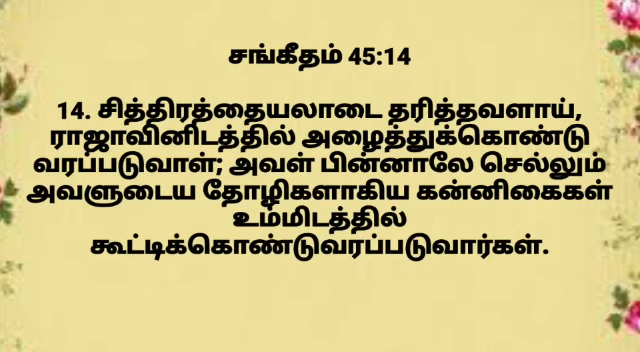 சங்கீதம் 45:14
14. சித்திரத்தையலாடை தரித்தவளாய்,
ராஜாவினிடத்தில் அழைத்துக்கொண்டு
வரப்படுவாள்; அவள் பின்னாலே செல்லும்
அவளுடைய தோழிகளாகிய கன்னிகைகள்
உம்மிடத்தில்
கூட்டிக்கொண்டுவரப்படுவார்கள்.